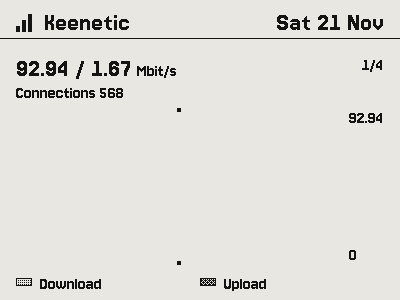 Keenetic
Sat 21 Nov
92.94 / 1.67 Mbit/s
1/4
Connections 568
92.94
0
Download
Upload